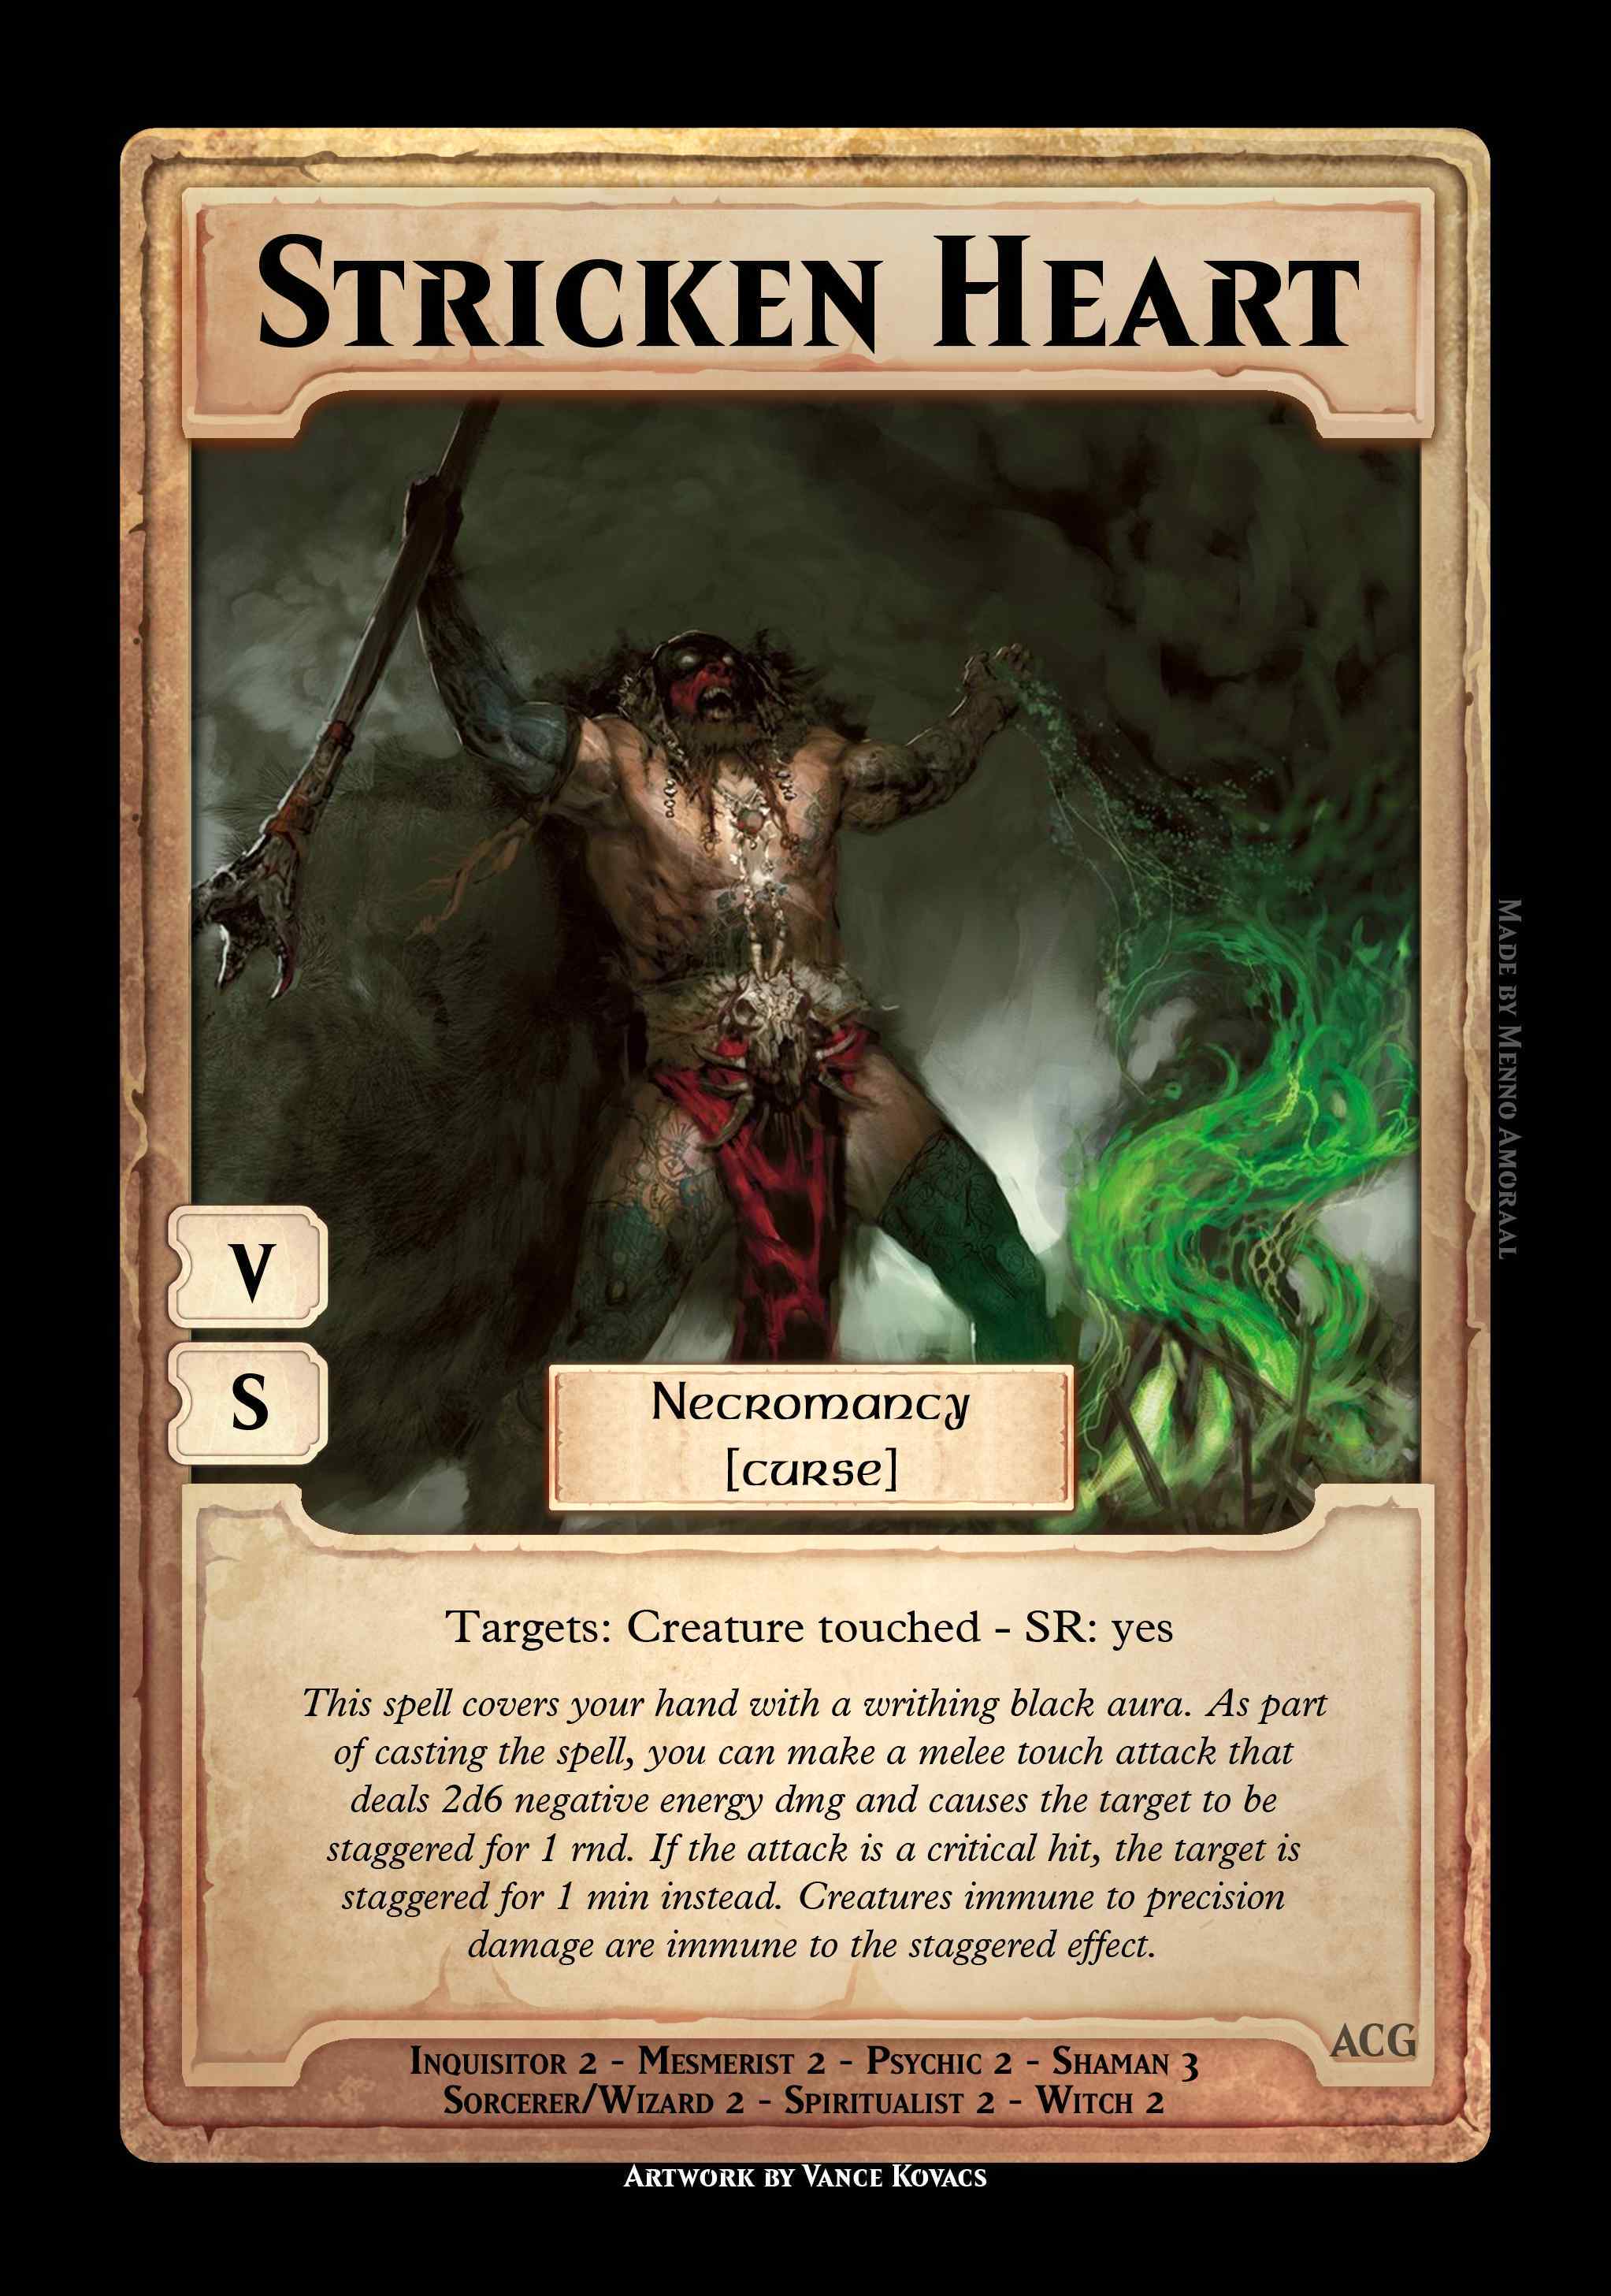 Stricken Heart
V
S
Necromancy
[curse]
Targets: Creature touched - SR: yes
This spell covers your hand with a writhing black aura. As part
of casting the spell, you can make a melee touch attack that
deals 2d6 negative energy dmg and causes the target to be
staggered for 1 rnd. If the attack is a critical hit, the target is
staggered for 1 min instead. Creatures immune to precision
damage are immune to the staggered effect.
ACG
Inquisitor 2 - Mesmerist 2 - Psychic 2 - Shaman 3
Sorcerer/Wizard 2 - Spiritualist 2 - Witch 2
Artwork by Vance Kovacs
Made by Menno Amoraal